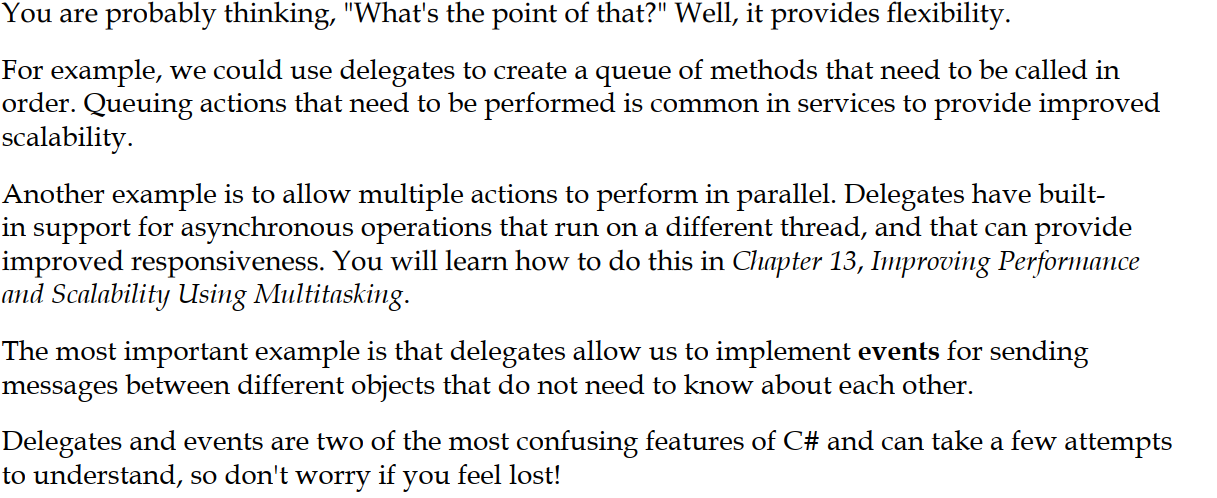 You are probably thinking, "What's the point of that?" Well, it provides flexibility.
For example, we could use delegates to create a queue of methods that need to be called in
order. Queuing actions that need to be performed is common in services to provide improved
scalability.
Another example is to allow multiple actions to perform in parallel. Delegates have built-
in support for asynchronous operations that run on a different thread, and that can provide
improved responsiveness. You will learn how to do this in Chapter 13, Improving Performance
and Scalability Using Multitasking.
The most important example is that delegates allow us to implement events for sending
messages between different objects that do not need to know about each other.
Delegates and events are two of the most confusing features of C# and can take a few attempts
to understand, so don't worry if you feel lost!